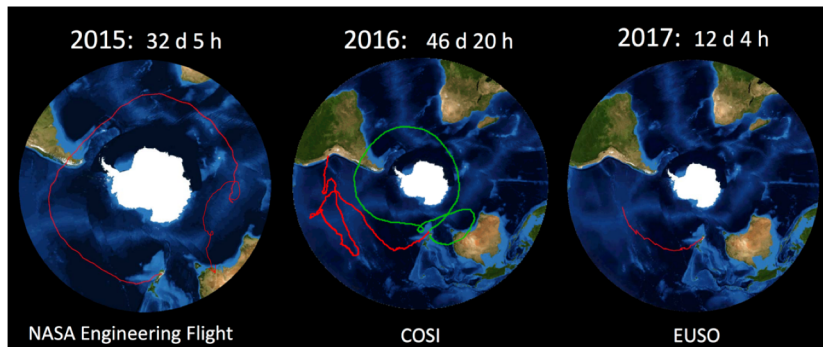 2015: 32 d 5 h
2016: 46 d 20 h
2017: 12 d 4 h
NASA Engineering Flight
COSI
EUSO